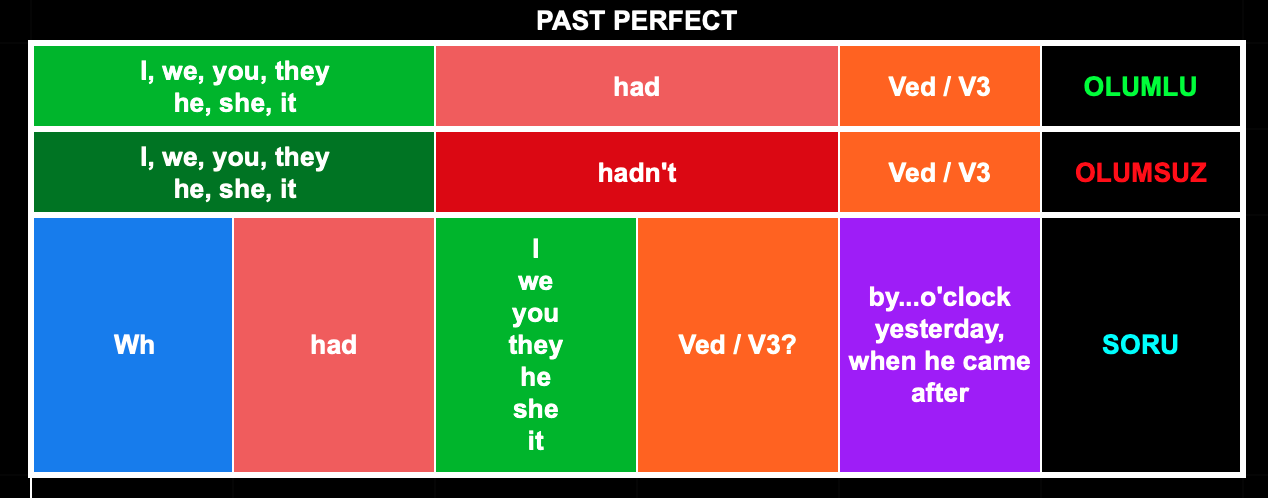 PAST PERFECT
I, we, you, they
he, she, it
had
Ved / V3
OLUMLU
I, we, you, they
he, she, it
hadn't
Ved / V3
OLUMSUZ
Wh
had
I
we
you
they
he
she
it
Ved / V3?
by...o'clock
yesterday,
when he came
after
SORU